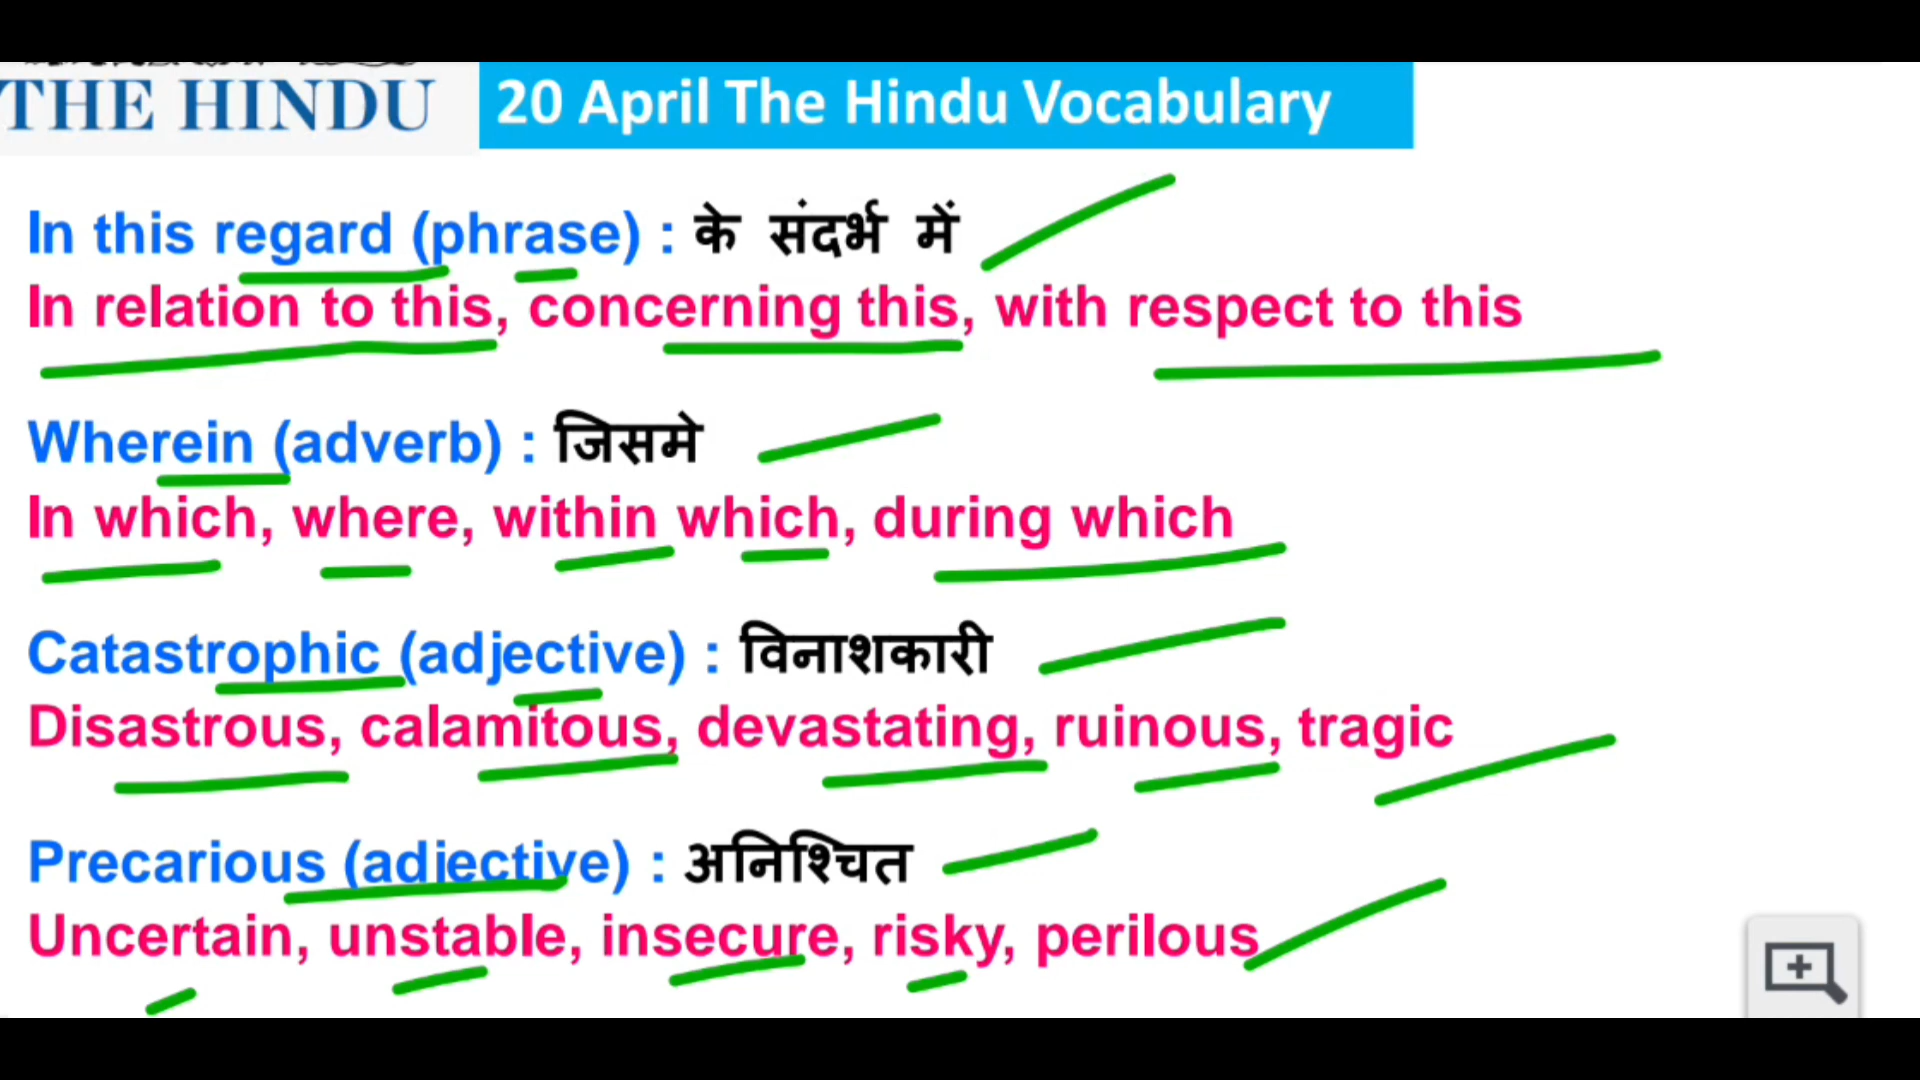 THE HINDU
20 April The Hindu Vocabulary
In this regard (phrase) : के संदर्भ में
In relation to this, concerning this, with respect to this
Wherein (adverb) : जिसमे
In which, where, within which, during which
Catastrophic (adjective) : विनाशकारी
Disastrous, calamitous, devastating, ruinous, tragic
Precarious (adjective) : अनिश्चित
Uncertain, unstable, insecure, risky, perilous